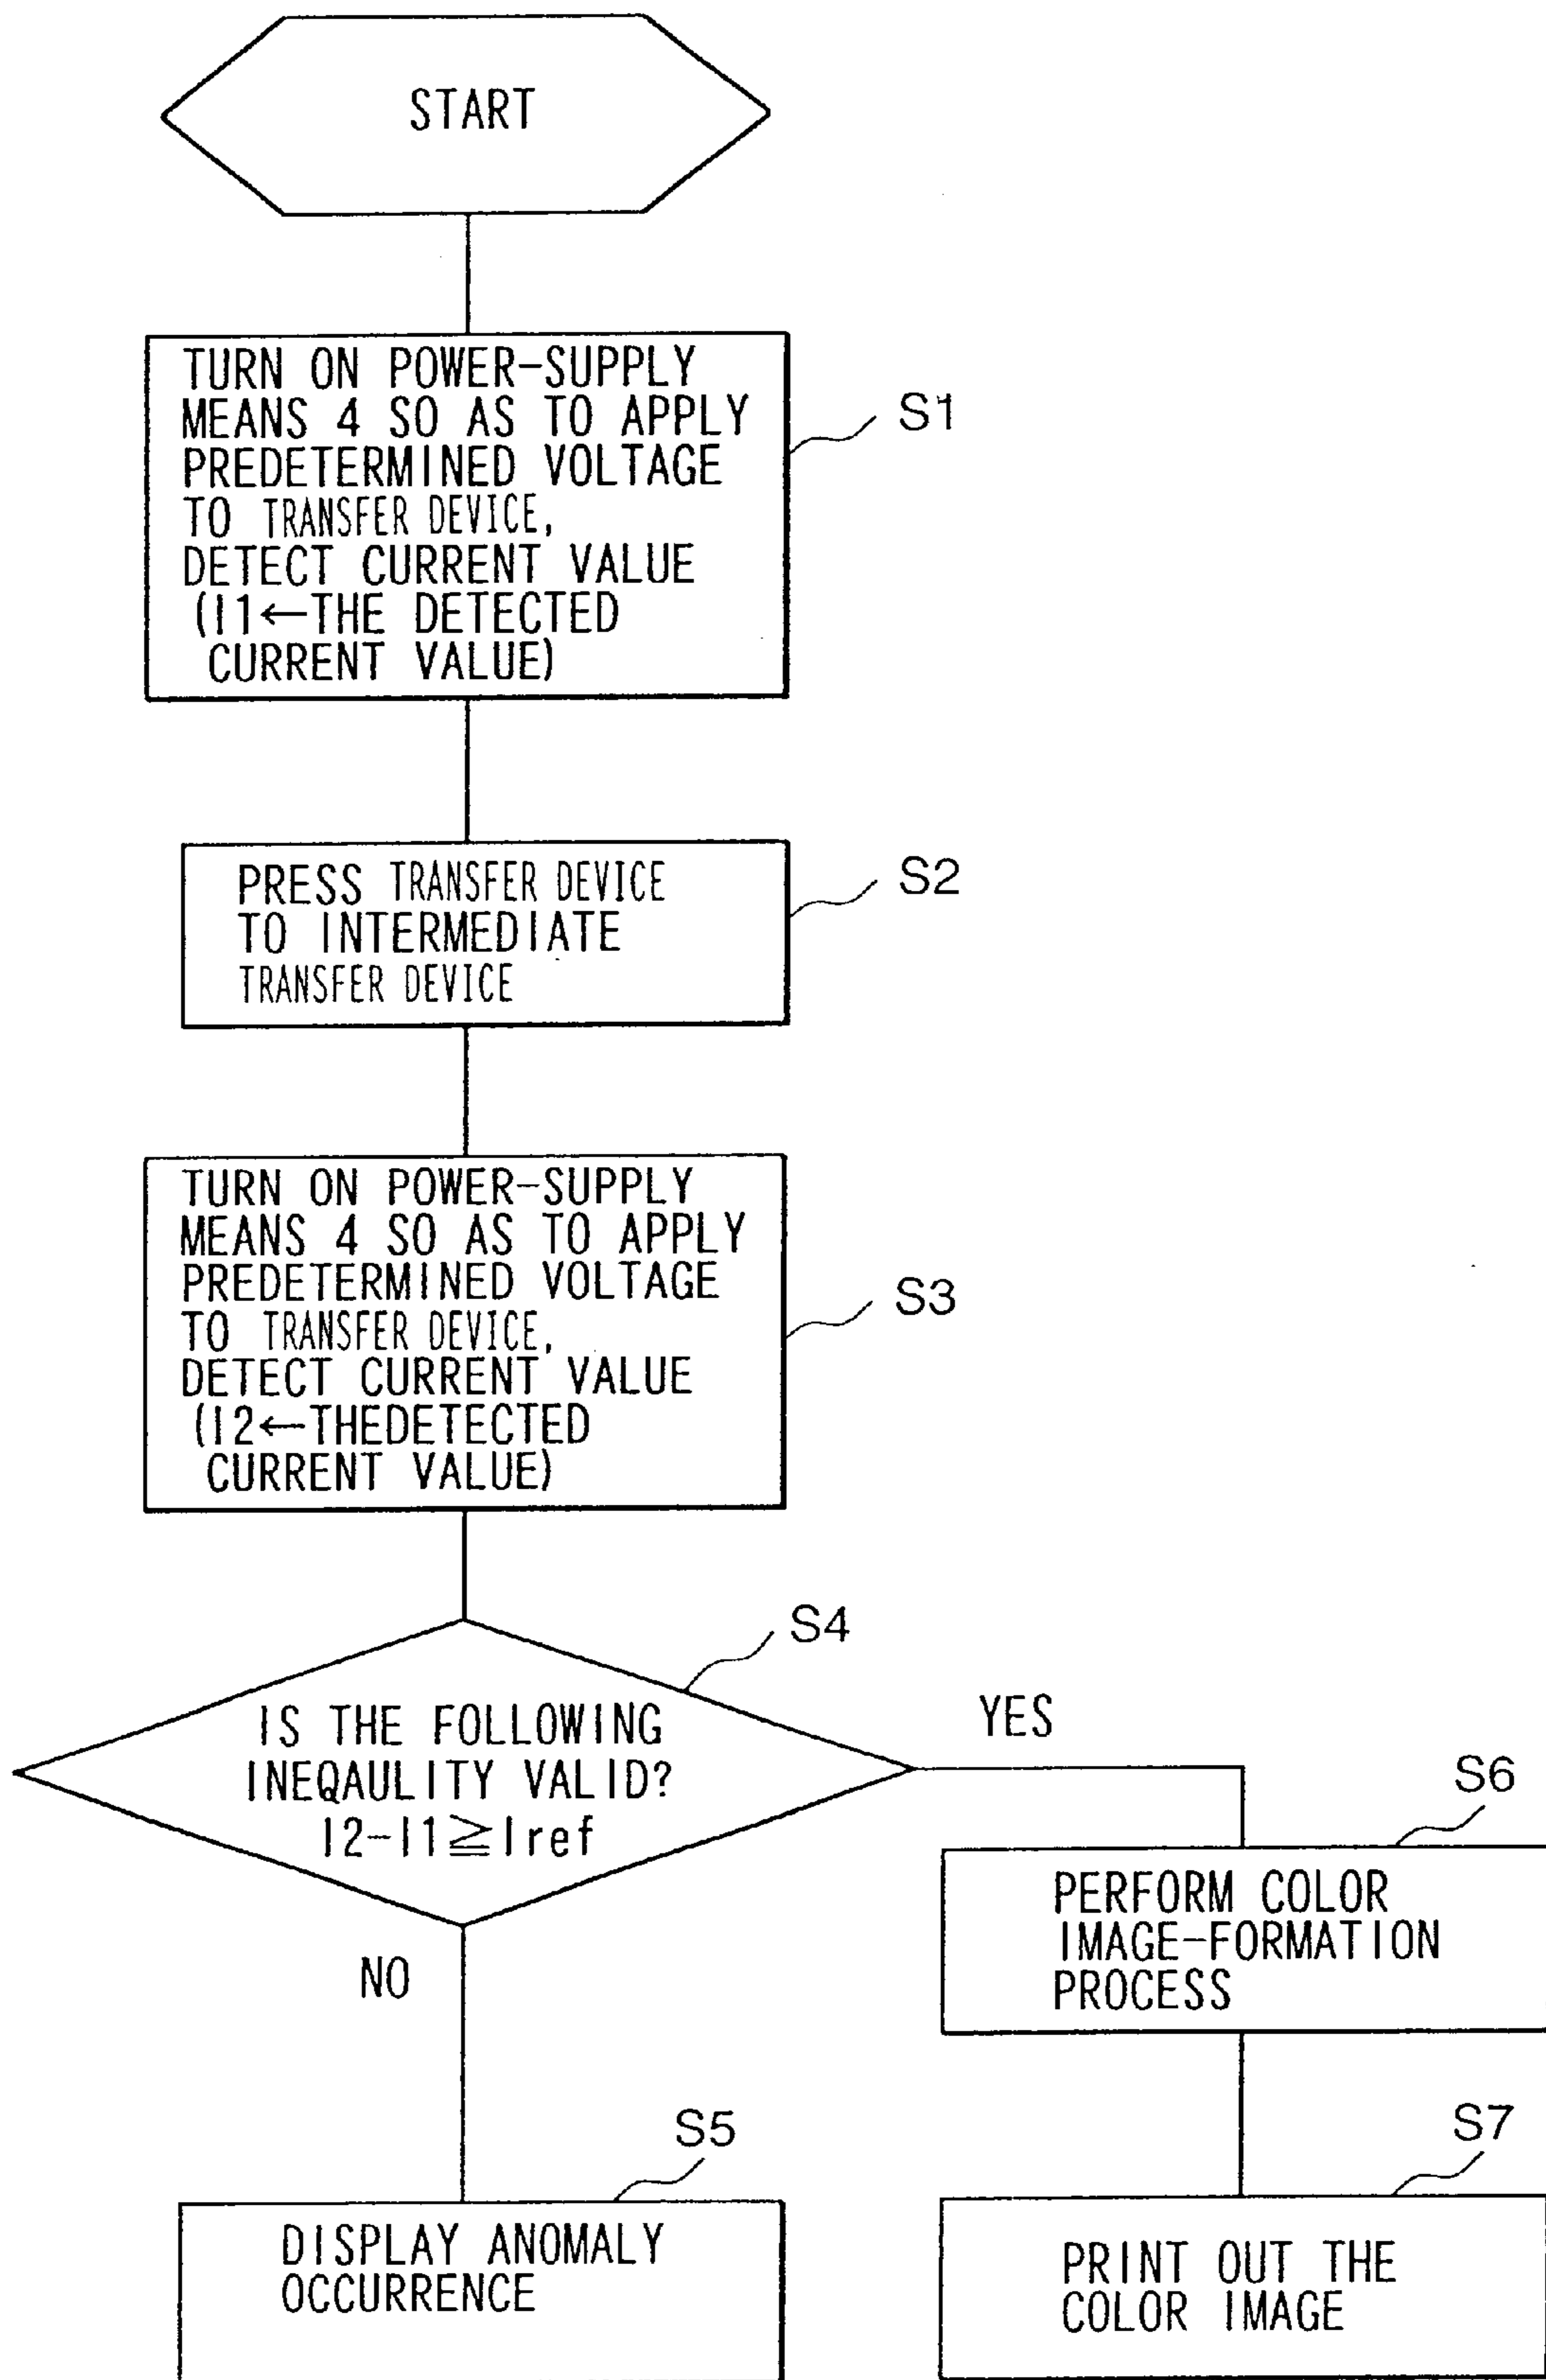 START
TURN ON POWER-SUPPLY
MEANS 4 SO AS TO APPLY
PREDETERMINED VOLTAGE
TO TRANSFER DEVICE,
DETECT CURRENT VALUE
(I1←THE DETECTED
CURRENT VALUE)
S1
PRESS TRANSFER DEVICE
TO INTERMEDIATE
TRANSFER DEVICE
S2
TURN ON POWER-SUPPLY
MEANS 4 SO AS TO APPLY
PREDETERMINED VOLTAGE
TO TRANSFER DEVICE,
DETECT CURRENT VALUE
(I2←THEDETECTED
CURRENT VALUE)
S3
S4
IS THE FOLLOWING
INEQAULITY VALID?
I2-I1≧Iref
YES
NO
S6
PERFORM COLOR
IMAGE-FORMATION
PROCESS
S5
DISPLAY ANOMALY
OCCURRENCE
S7
PRINT OUT THE
COLOR IMAGE